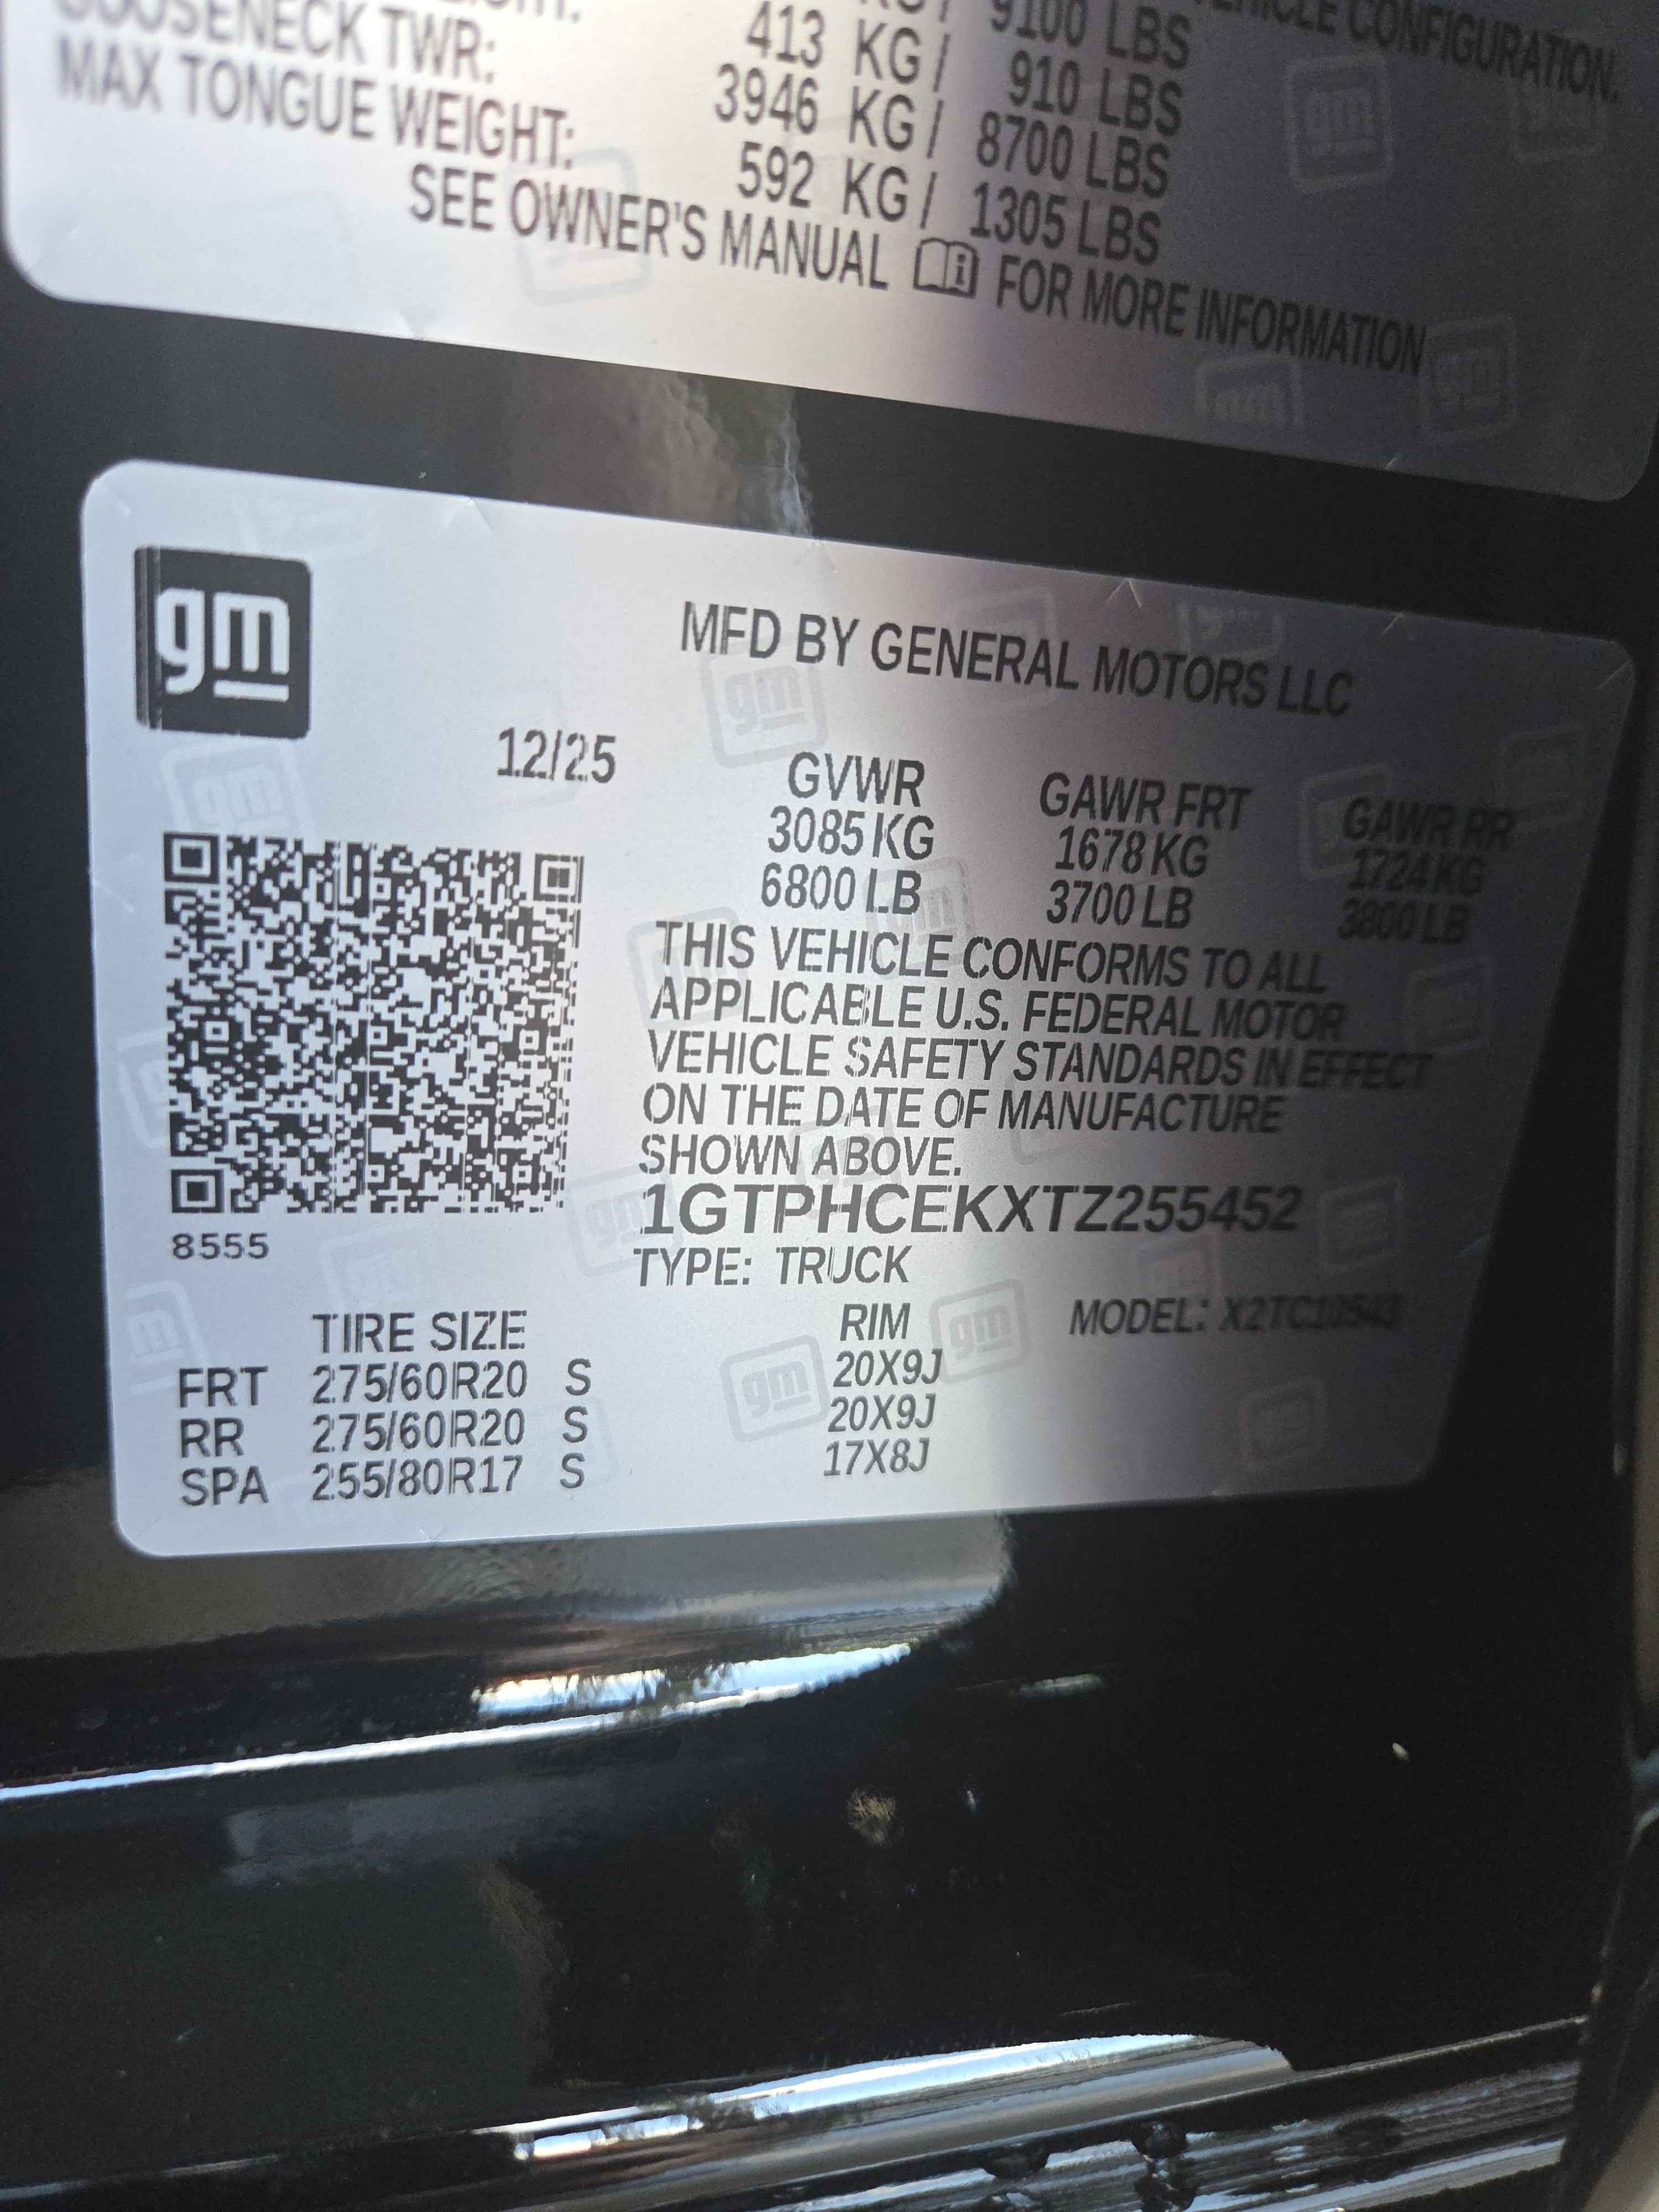 VEHICLE CONFIGURATION.
9100 LBS
GOOSENECK TWR: 413 KG / 910 LBS
MAX TONGUE WEIGHT: 3946 KG / 8700 LBS
592 KG / 1305 LBS
SEE OWNER'S MANUAL FOR MORE INFORMATION
gm
MFD BY GENERAL MOTORS LLC
12/25 GVWR GAWR FRT GAWR RR
3085 KG 1678 KG 1724 KG
6800 LB 3700 LB 3800 LB
THIS VEHICLE CONFORMS TO ALL
APPLICABLE U.S. FEDERAL MOTOR
VEHICLE SAFETY STANDARDS IN EFFECT
ON THE DATE OF MANUFACTURE
SHOWN ABOVE.
1GTPHCEKXTZ255452
8555
TYPE: TRUCK
TIRE SIZE RIM MODEL:
FRT 275/60R20 S 20X9J
RR 275/60R20 S 20X9J
SPA 255/80R17 S 17X8J